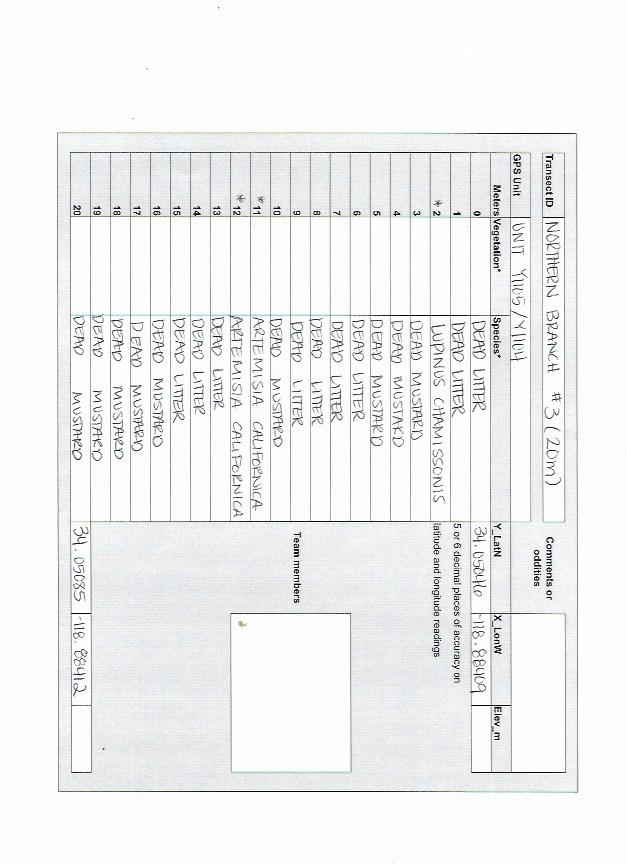 Transect ID NORTHERN BRANCH #3 (20m) Comments or oddities
GPS Unit UNIT Y1105/Y1104
Meters Vegetation* Species* Y_LatN X_LonW Elev_m
0 DEAD LITTER 34.05046 -118.88409
1 DEAD LITTER 5 or 6 decimal places of accuracy on
* 2 LUPINUS CHAMISSONIS latitude and longitude readings
3 DEAD MUSTARD
4 DEAD MUSTARD
5 DEAD MUSTARD
6 DEAD LITTER
7 DEAD LITTER
8 DEAD LITTER
9 DEAD LITTER Team members
10 DEAD MUSTARD
* 11 ARTEMISIA CALIFORNICA
* 12 ARTEMISIA CALIFORNICA
13 DEAD LITTER
14 DEAD LITTER
15 DEAD LITTER
16 DEAD MUSTARD
17 DEAD MUSTARD
18 DEAD MUSTARD
19 DEAD MUSTARD
20 DEAD MUSTARD 34.05085 -118.88412